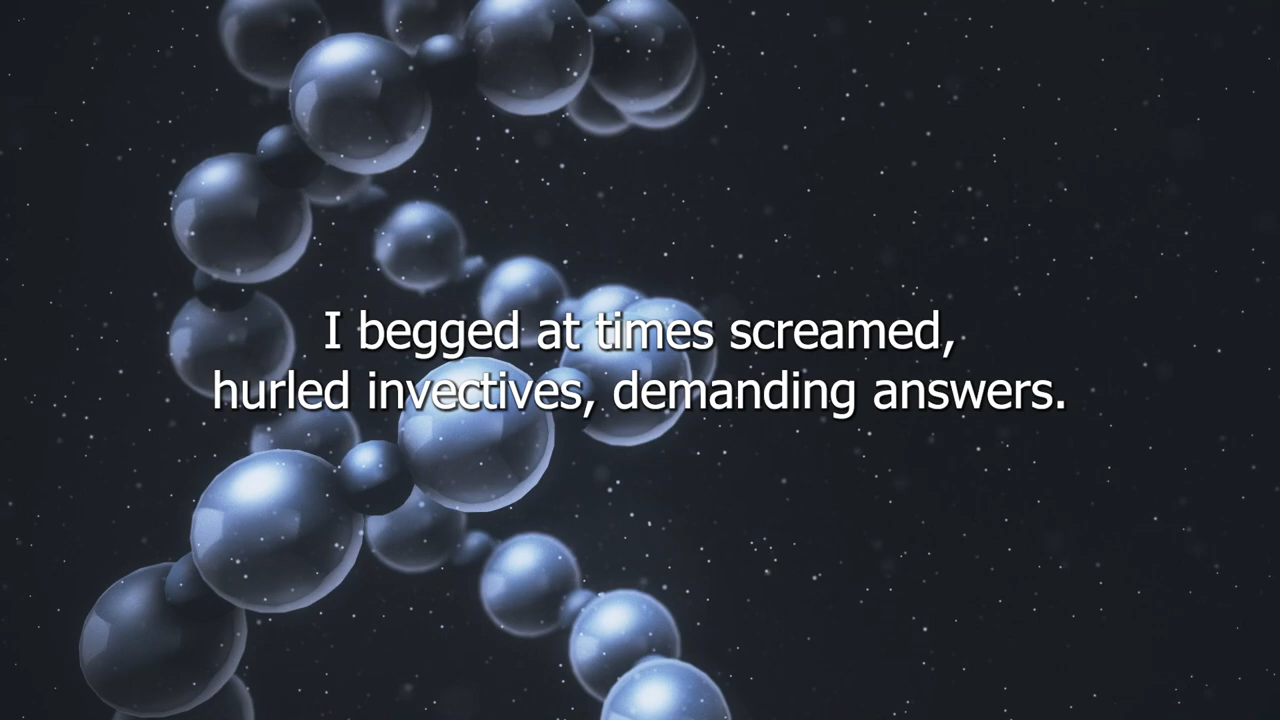 I begged at times screamed,
hurled invectives, demanding answers.